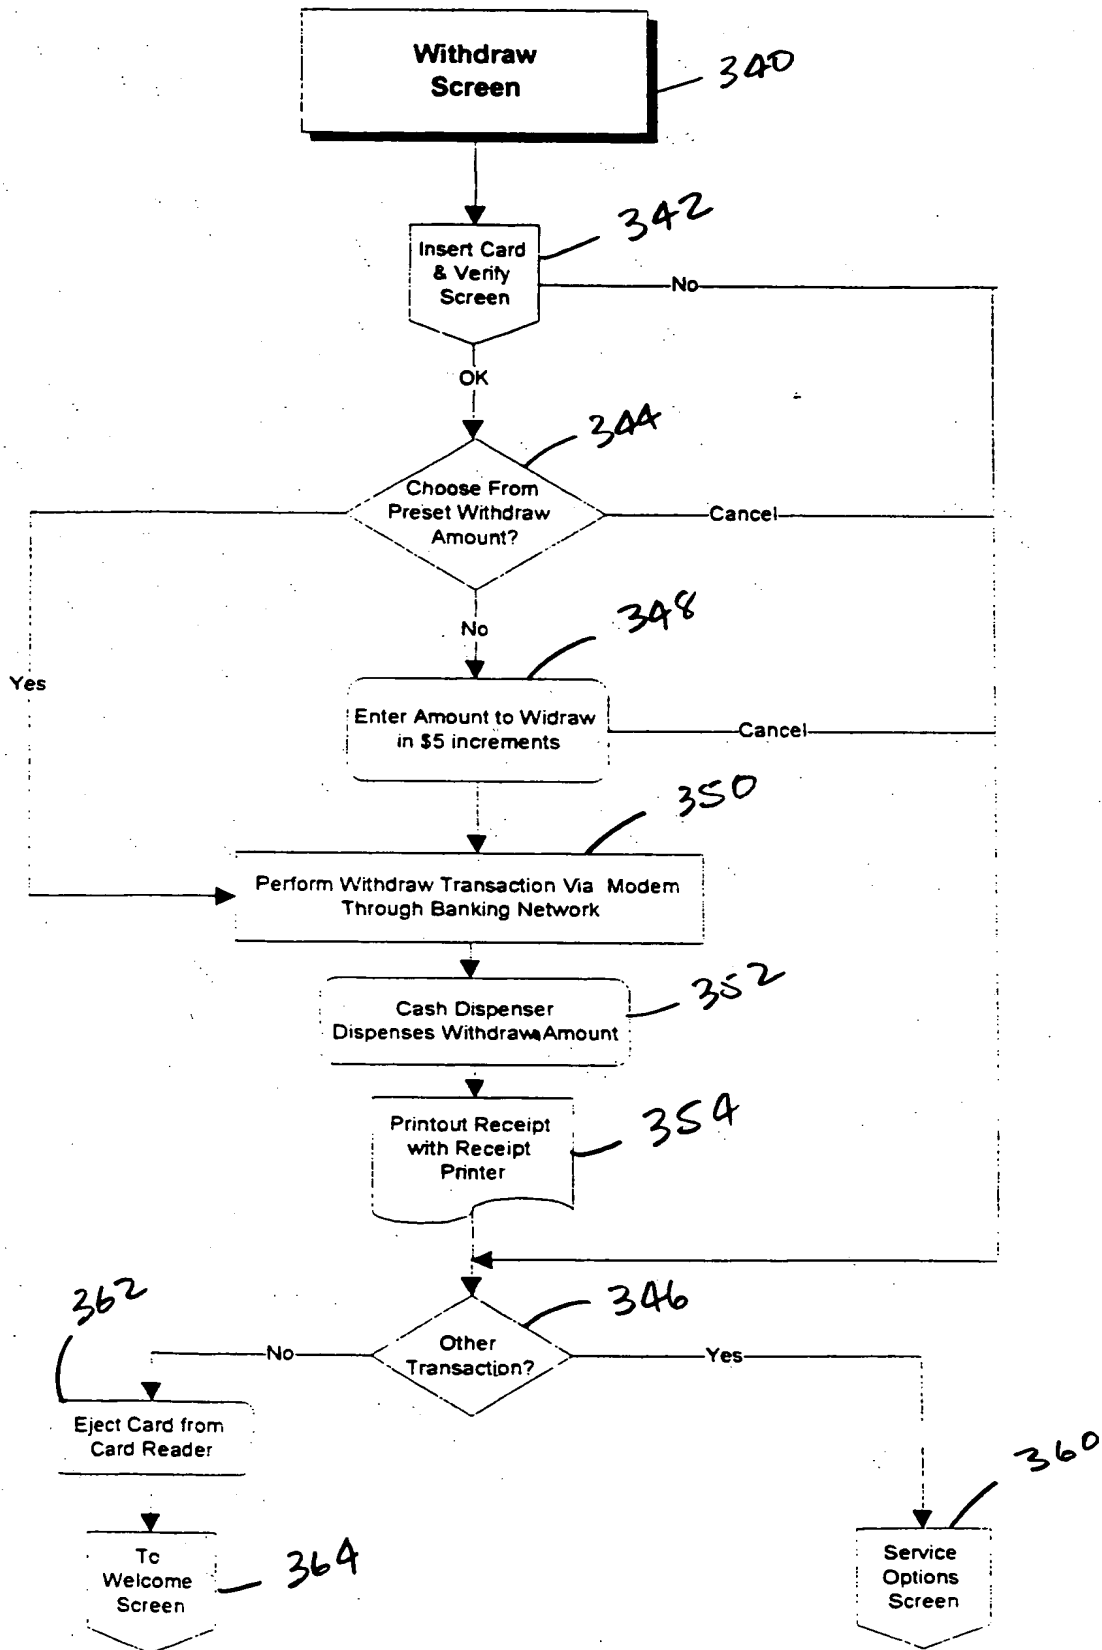 Withdraw
Screen
340
342
Insert Card
& Verify
Screen
No
OK
344
Choose From
Preset Withdraw
Amount?
Cancel
348
No
Yes
Enter Amount to Widraw
in $5 increments
Cancel
350
Perform Withdraw Transaction Via Modem
Through Banking Network
352
Cash Dispenser
Dispenses Withdraw Amount
354
Printout Receipt
with Receipt
Printer
362
346
Other
Transaction?
No
Yes
Eject Card from
Card Reader
360
To
Welcome
Screen
364
Service
Options
Screen